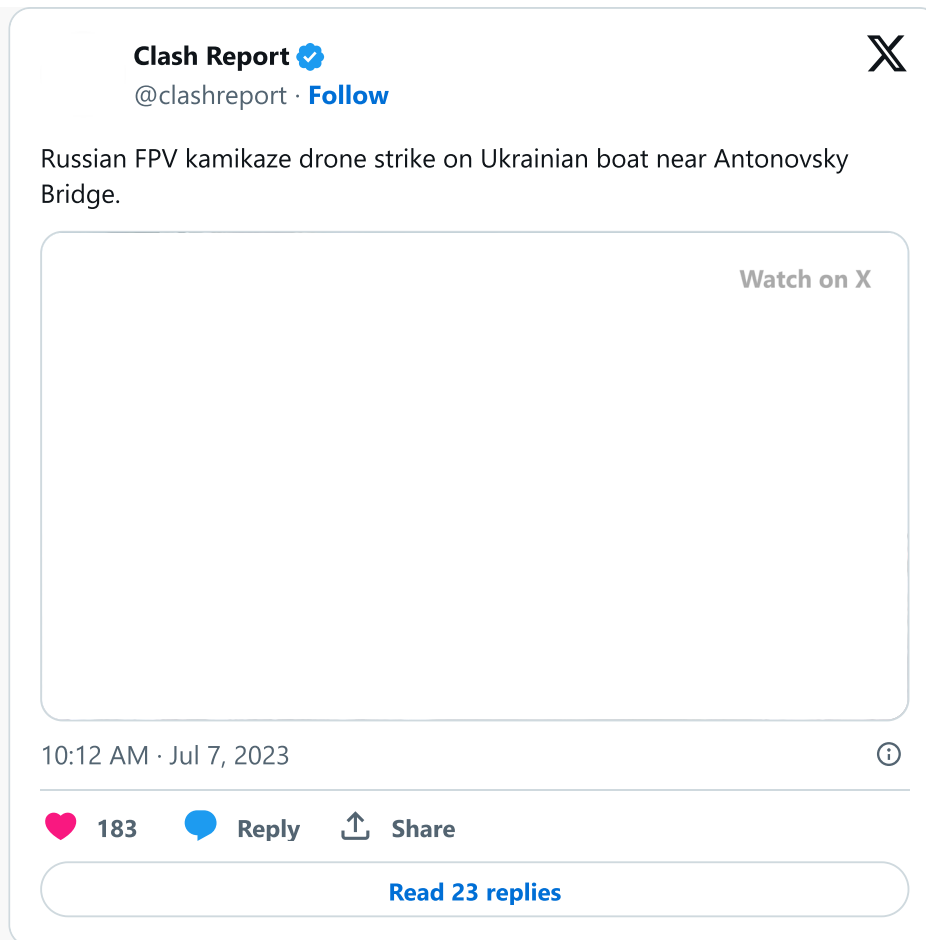 Clash Report
@clashreport · Follow
Russian FPV kamikaze drone strike on Ukrainian boat near Antonovsky
Bridge.
Watch on X
10:12 AM · Jul 7, 2023
183 Reply Share
Read 23 replies